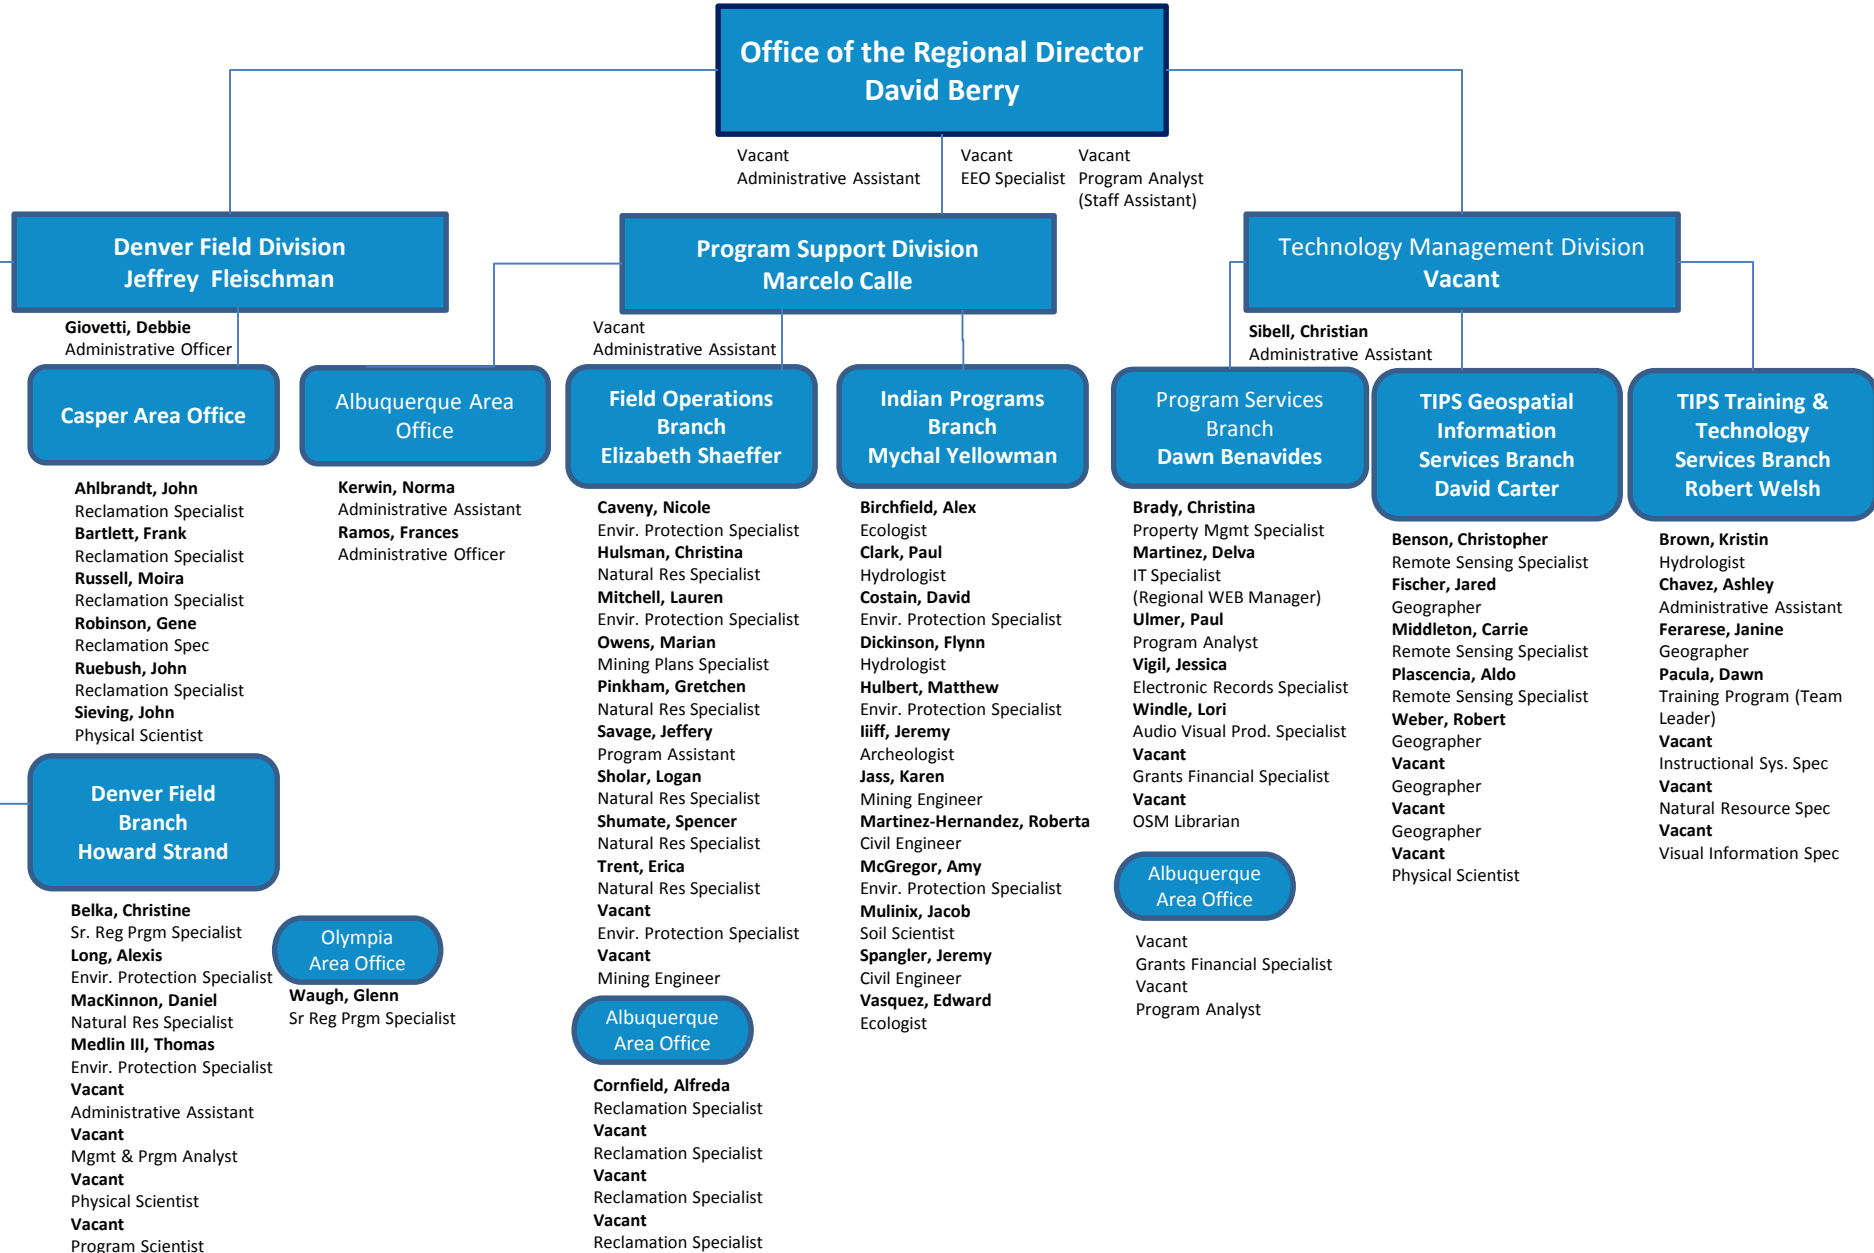 Office of the Regional Director
David Berry
Vacant
Administrative Assistant
Vacant
EEO Specialist
Vacant
Program Analyst
(Staff Assistant)
Denver Field Division
Jeffrey Fleischman
Giovetti, Debbie
Administrative Officer
Program Support Division
Marcelo Calle
Vacant
Administrative Assistant
Technology Management Division
Vacant
Sibell, Christian
Administrative Assistant
Casper Area Office
Ahlbrandt, John
Reclamation Specialist
Bartlett, Frank
Reclamation Specialist
Russell, Moira
Reclamation Specialist
Robinson, Gene
Reclamation Spec
Ruebush, John
Reclamation Specialist
Sieving, John
Physical Scientist
Denver Field
Branch
Howard Strand
Belka, Christine
Sr. Reg Prgm Specialist
Long, Alexis
Envir. Protection Specialist
MacKinnon, Daniel
Natural Res Specialist
Medlin III, Thomas
Envir. Protection Specialist
Vacant
Administrative Assistant
Vacant
Mgmt & Prgm Analyst
Vacant
Physical Scientist
Vacant
Program Scientist
Albuquerque Area
Office
Kerwin, Norma
Administrative Assistant
Ramos, Frances
Administrative Officer
Olympia
Area Office
Waugh, Glenn
Sr Reg Prgm Specialist
Field Operations
Branch
Elizabeth Shaeffer
Caveny, Nicole
Envir. Protection Specialist
Hulsman, Christina
Natural Res Specialist
Mitchell, Lauren
Envir. Protection Specialist
Owens, Marian
Mining Plans Specialist
Pinkham, Gretchen
Natural Res Specialist
Savage, Jeffery
Program Assistant
Sholar, Logan
Natural Res Specialist
Shumate, Spencer
Natural Res Specialist
Trent, Erica
Natural Res Specialist
Vacant
Envir. Protection Specialist
Vacant
Mining Engineer
Albuquerque
Area Office
Cornfield, Alfreda
Reclamation Specialist
Vacant
Reclamation Specialist
Vacant
Reclamation Specialist
Vacant
Reclamation Specialist
Indian Programs
Branch
Mychal Yellowman
Birchfield, Alex
Ecologist
Clark, Paul
Hydrologist
Costain, David
Envir. Protection Specialist
Dickinson, Flynn
Hydrologist
Hulbert, Matthew
Envir. Protection Specialist
Iiiff, Jeremy
Archeologist
Jass, Karen
Mining Engineer
Martinez-Hernandez, Roberta
Civil Engineer
McGregor, Amy
Envir. Protection Specialist
Mulinix, Jacob
Soil Scientist
Spangler, Jeremy
Civil Engineer
Vasquez, Edward
Ecologist
Program Services
Branch
Dawn Benavides
Brady, Christina
Property Mgmt Specialist
Martinez, Delva
IT Specialist
(Regional WEB Manager)
Ulmer, Paul
Program Analyst
Vigil, Jessica
Electronic Records Specialist
Windle, Lori
Audio Visual Prod. Specialist
Vacant
Grants Financial Specialist
Vacant
OSM Librarian
Albuquerque
Area Office
Vacant
Grants Financial Specialist
Vacant
Program Analyst
TIPS Geospatial
Information
Services Branch
David Carter
Benson, Christopher
Remote Sensing Specialist
Fischer, Jared
Geographer
Middleton, Carrie
Remote Sensing Specialist
Plascencia, Aldo
Remote Sensing Specialist
Weber, Robert
Geographer
Vacant
Geographer
Vacant
Geographer
Vacant
Physical Scientist
TIPS Training &
Technology
Services Branch
Robert Welsh
Brown, Kristin
Hydrologist
Chavez, Ashley
Administrative Assistant
Ferarese, Janine
Geographer
Pacula, Dawn
Training Program (Team
Leader)
Vacant
Instructional Sys. Spec
Vacant
Natural Resource Spec
Vacant
Visual Information Spec